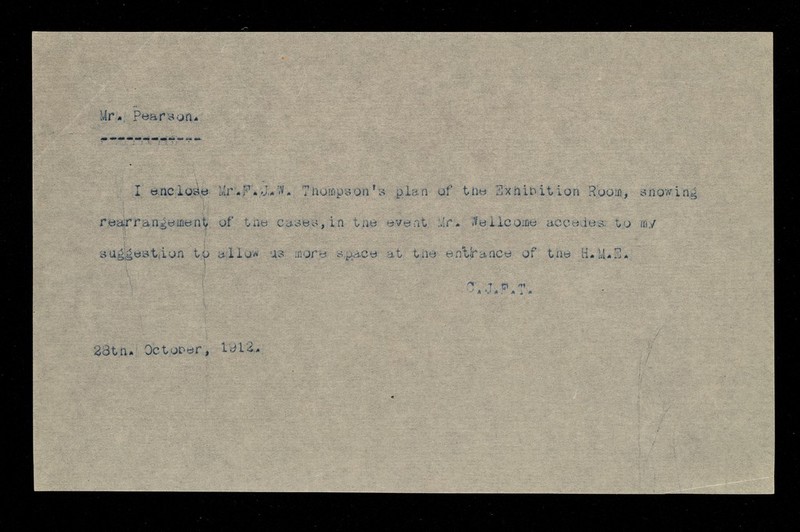 Mr. Pearson.
------------
I enclose Mr.F.J.W. Thompson's plan of the Exhibition Room, showing
rearrangement of the cases,in the event Mr. Wellcome accedes to my
suggestion to allow us more space at the entrance of the H.M.E.
C.J.F.T.
28th. October, 1912.